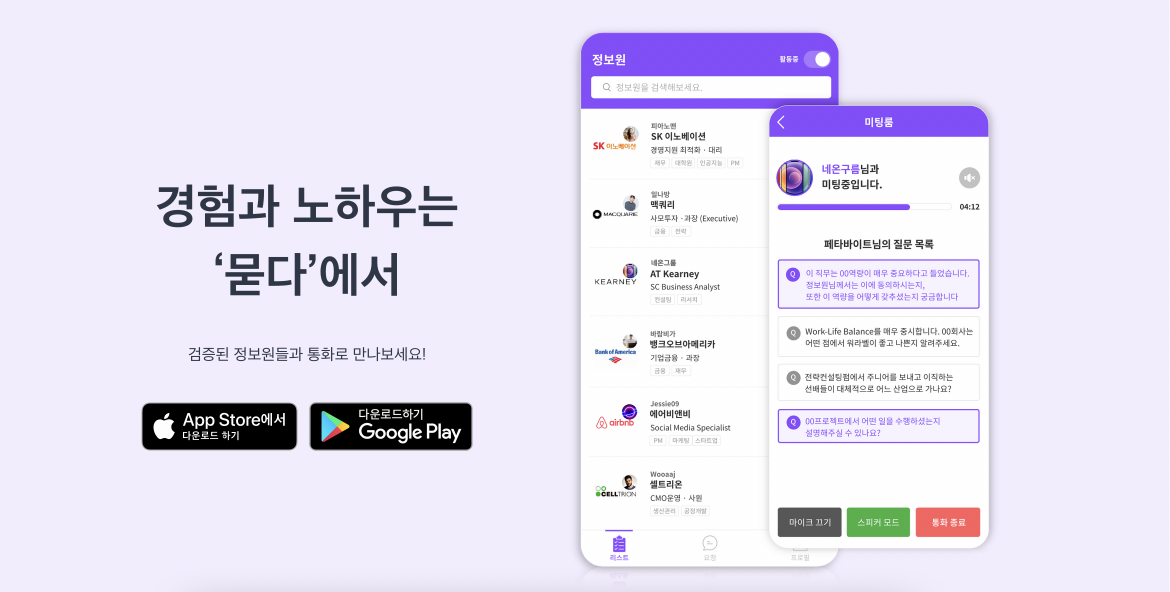 경험과 노하우는
‘묻다’에서
검증된 정보원들과 통화로 만나보세요!
App Store에서
다운로드 하기
다운로드하기
Google Play
정보원
활동중
정보원을 검색해보세요.
피아노맨
SK 이노베이션
SK 이노베이션
경영지원 최적화 · 대리
재무 대학원 인공지능 PM
일나방
MACQUARIE
맥쿼리
사모투자 · 과장 (Executive)
금융 전략
네온그룹
KEARNEY
AT Kearney
SC Business Analyst
컨설팅 리서치
바람비가
Bank of America
뱅크오브아메리카
기업금융 · 과장
금융 재무
Jessie09
airbnb
에어비앤비
Social Media Specialist
PM 마케팅 스타트업
Wooaaj
CELLTRION
셀트리온
CMO운영 · 사원
생산관리 공정개발
리스트
요청
프로필
미팅룸
네온구름님과
미팅중입니다.
04:12
페타바이트님의 질문 목록
Q 이 직무는 00역량이 매우 중요하다고 들었습니다.
정보원님께서는 이에 동의하시는지,
또한 이 역량을 어떻게 갖추셨는지 궁금합니다
Q Work-Life Balance를 매우 중시합니다. 00회사는
어떤 점에서 워라밸이 좋고 나쁜지 알려주세요.
Q 전략컨설팅펌에서 주니어를 보내고 이직하는
선배들이 대체적으로 어느 산업으로 가나요?
Q 00프로젝트에서 어떤 일을 수행하셨는지
설명해주실 수 있나요?
마이크 끄기
스피커 모드
통화 종료